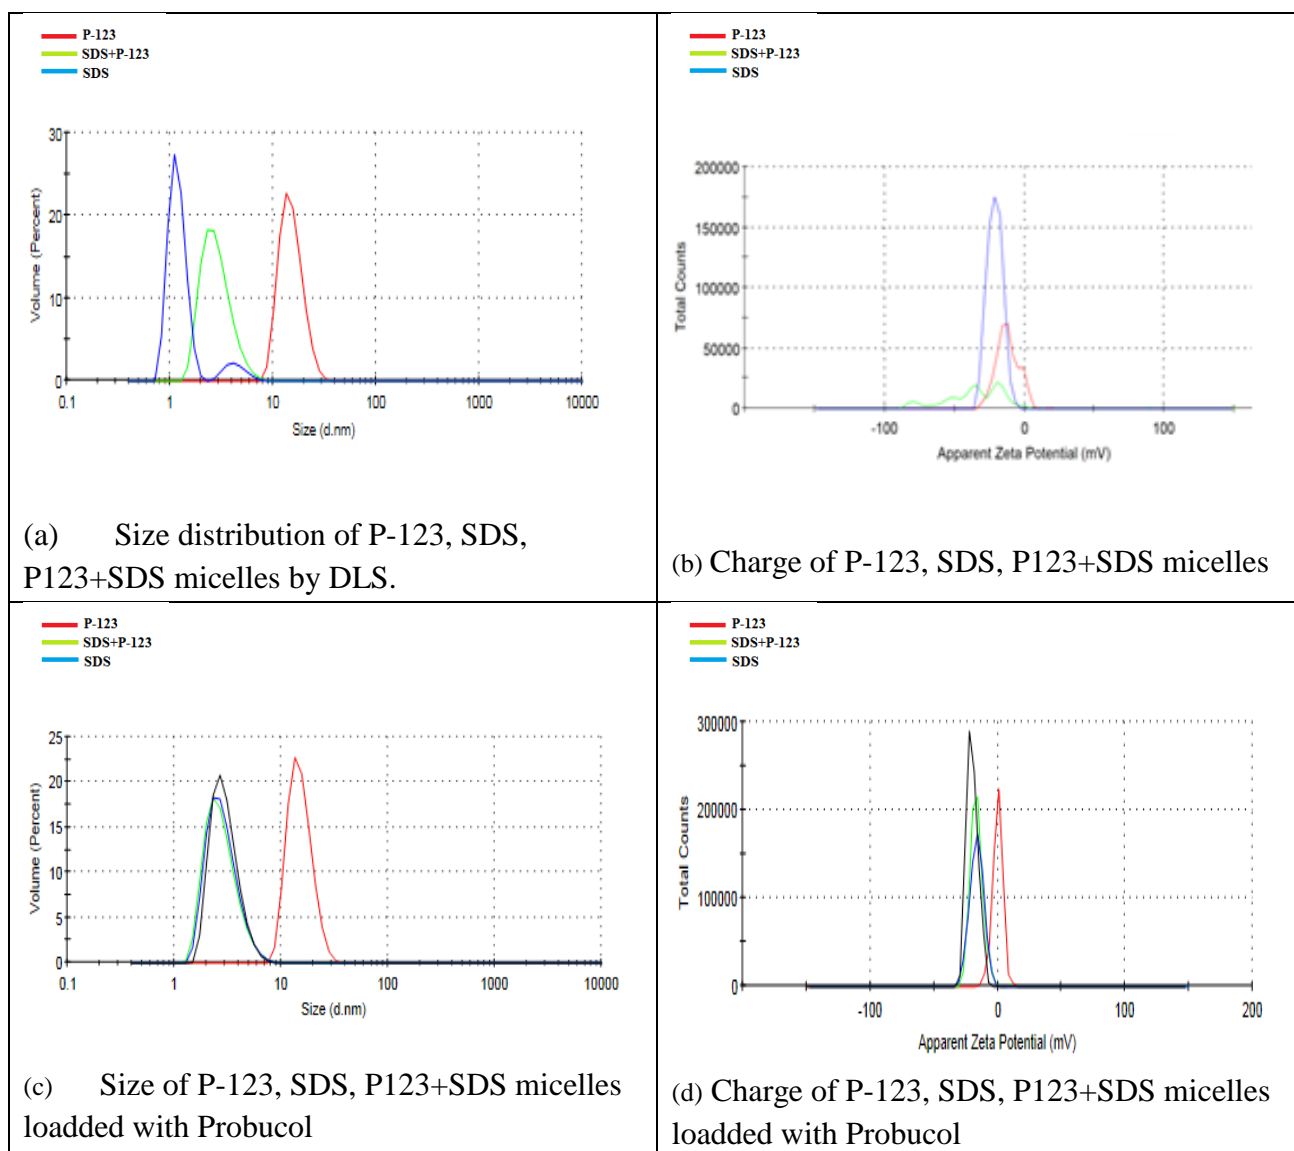 P-123
SDS+P-123
SDS
Volume (Percent)
30
20
10
0
0.1 1 10 100 1000 10000
Size (d.nm)
(a) Size distribution of P-123, SDS,
P123+SDS micelles by DLS.
P-123
SDS+P-123
SDS
Total Counts
200000
150000
100000
50000
0
-100 0 100
Apparent Zeta Potential (mV)
(b) Charge of P-123, SDS, P123+SDS micelles
P-123
SDS+P-123
SDS
Volume (Percent)
25
20
15
10
5
0
0.1 1 10 100 1000 10000
Size (d.nm)
(c) Size of P-123, SDS, P123+SDS micelles
loadded with Probucol
P-123
SDS+P-123
SDS
Total Counts
300000
200000
100000
0
-100 0 100 200
Apparent Zeta Potential (mV)
(d) Charge of P-123, SDS, P123+SDS micelles
loadded with Probucol